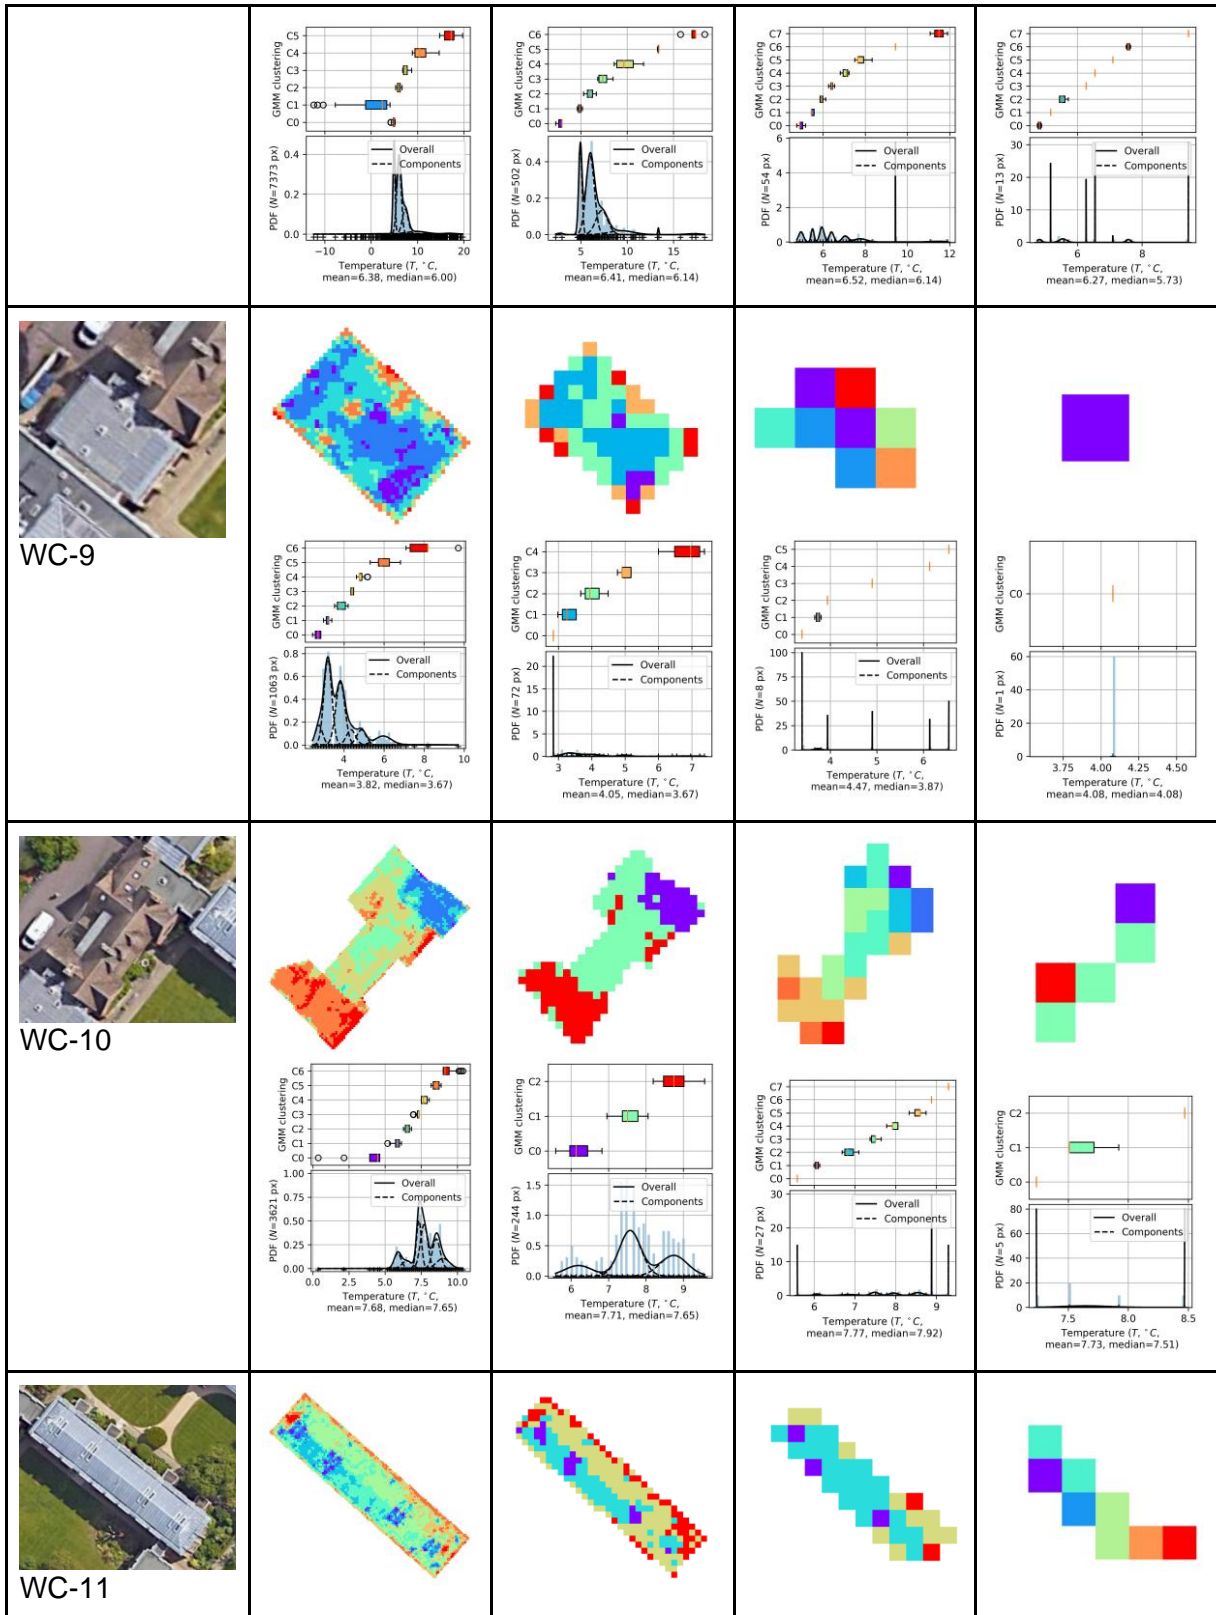 C5
C4
C3
C2
C1
C0
GMM clustering
Overall
Components
0.4
0.2
0.0
PDF (N=7373 px)
−10 0 10 20
Temperature (T, °C,
mean=6.38, median=6.00)
C6
C5
C4
C3
C2
C1
C0
GMM clustering
Overall
Components
0.4
0.2
0.0
PDF (N=502 px)
5 10 15
Temperature (T, °C,
mean=6.41, median=6.14)
C7
C6
C5
C4
C3
C2
C1
C0
GMM clustering
Overall
Components
6
4
2
0
PDF (N=54 px)
6 8 10 12
Temperature (T, °C,
mean=6.52, median=6.14)
C7
C6
C5
C4
C3
C2
C1
C0
GMM clustering
Overall
Components
30
20
10
0
PDF (N=13 px)
6 8
Temperature (T, °C,
mean=6.27, median=5.73)
WC-9
C6
C5
C4
C3
C2
C1
C0
GMM clustering
Overall
Components
0.8
0.6
0.4
0.2
0.0
PDF (N=1063 px)
4 6 8 10
Temperature (T, °C,
mean=3.82, median=3.67)
C4
C3
C2
C1
C0
GMM clustering
Overall
Components
20
15
10
5
0
PDF (N=72 px)
3 4 5 6 7
Temperature (T, °C,
mean=4.05, median=3.67)
C5
C4
C3
C2
C1
C0
GMM clustering
Overall
Components
100
75
50
25
0
PDF (N=8 px)
4 5 6
Temperature (T, °C,
mean=4.47, median=3.87)
C0
GMM clustering
Overall
Components
60
40
20
0
PDF (N=1 px)
3.75 4.00 4.25 4.50
Temperature (T, °C,
mean=4.08, median=4.08)
WC-10
C6
C5
C4
C3
C2
C1
C0
GMM clustering
Overall
Components
1.00
0.75
0.50
0.25
0.00
PDF (N=3621 px)
0.0 2.5 5.0 7.5 10.0
Temperature (T, °C,
mean=7.68, median=7.65)
C2
C1
C0
GMM clustering
Overall
Components
1.5
1.0
0.5
0.0
PDF (N=244 px)
6 7 8 9
Temperature (T, °C,
mean=7.71, median=7.65)
C7
C6
C5
C4
C3
C2
C1
C0
GMM clustering
Overall
Components
30
20
10
0
PDF (N=27 px)
6 7 8 9
Temperature (T, °C,
mean=7.77, median=7.92)
C2
C1
C0
GMM clustering
Overall
Components
80
60
40
20
0
PDF (N=5 px)
7.5 8.0 8.5
Temperature (T, °C,
mean=7.73, median=7.51)
WC-11